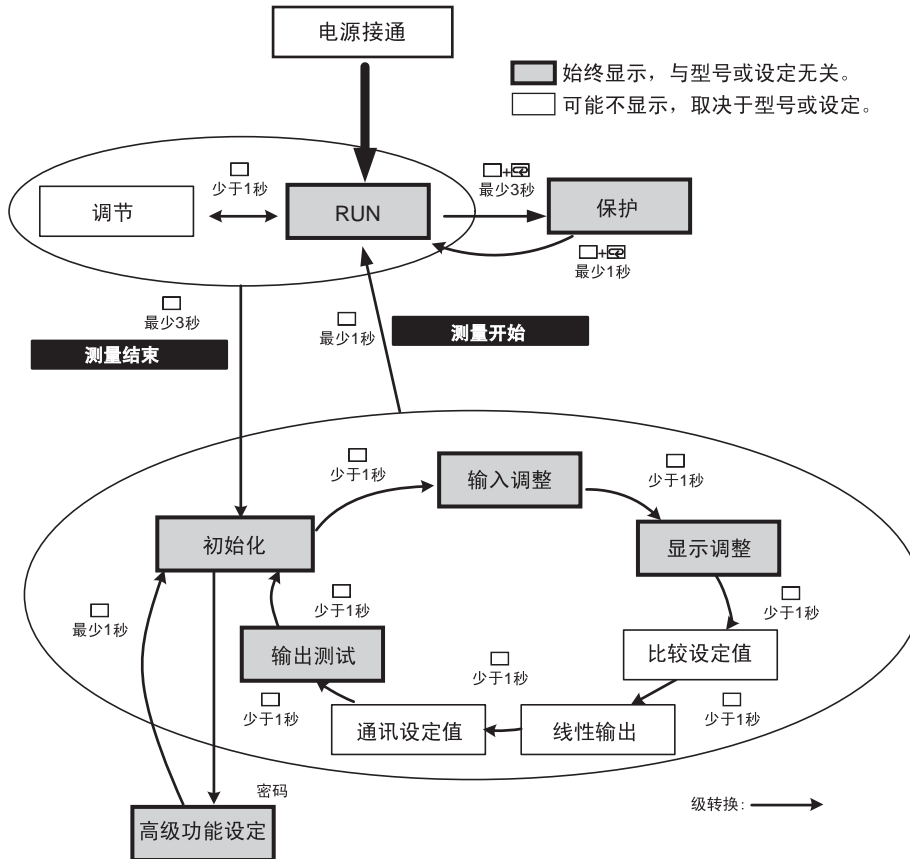 电源接通
始终显示，与型号或设定无关。
可能不显示，取决于型号或设定。
少于1秒
调节
RUN
+
最少3秒
保护
+
最少1秒
最少3秒
测量结束
最少1秒
测量开始
少于1秒
输入调整
少于1秒
初始化
显示调整
最少1秒
少于1秒
少于1秒
输出测试
比较设定值
少于1秒
少于1秒
少于1秒
通讯设定值
线性输出
密码
级转换:
高级功能设定